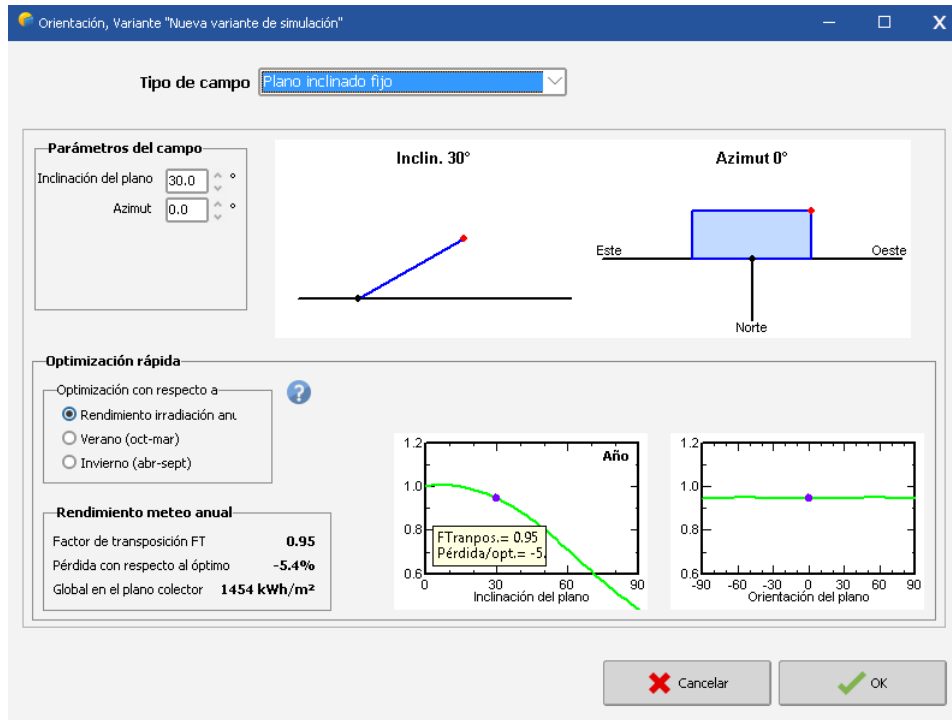 Orientación, Variante "Nueva variante de simulación"
Tipo de campo Plano inclinado fijo
Parámetros del campo
Inclinación del plano 30.0 °
Azimut 0.0 °
Inclin. 30°
Azimut 0°
Este
Oeste
Norte
Optimización rápida
Optimización con respecto a
Rendimiento irradiación anu
Verano (oct-mar)
Invierno (abr-sept)
?
Rendimiento meteo anual
Factor de transposición FT 0.95
Pérdida con respecto al óptimo -5.4%
Global en el plano colector 1454 kWh/m²
Año
1.2
1.0
0.8
0.6
FTranpos.= 0.95
Pérdida/opt.= -5.
0 30 60 90
Inclinación del plano
1.2
1.0
0.8
0.6
-90 -60 -30 0 30 60 90
Orientación del plano
Cancelar
OK